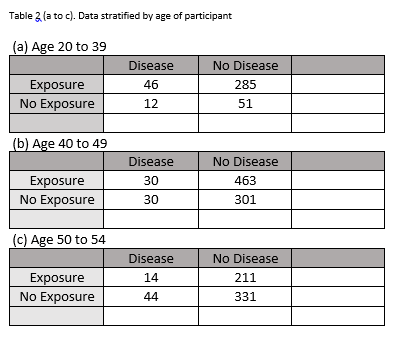 Table 2 (a to c). Data stratified by age of participant
(a) Age 20 to 39
Disease No Disease
Exposure 46 285
No Exposure 12 51
(b) Age 40 to 49
Disease No Disease
Exposure 30 463
No Exposure 30 301
(c) Age 50 to 54
Disease No Disease
Exposure 14 211
No Exposure 44 331